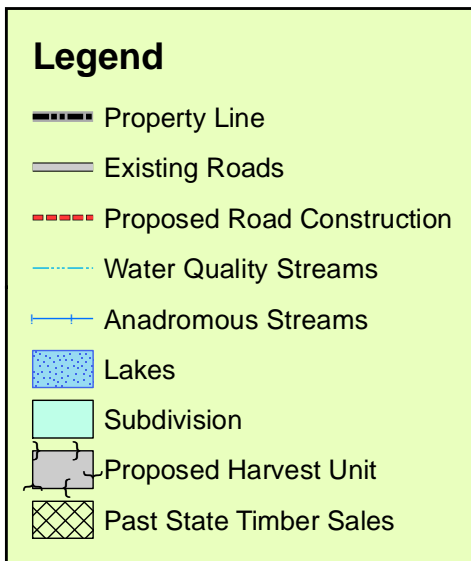 Legend
Property Line
Existing Roads
Proposed Road Construction
Water Quality Streams
Anadromous Streams
Lakes
Subdivision
Proposed Harvest Unit
Past State Timber Sales